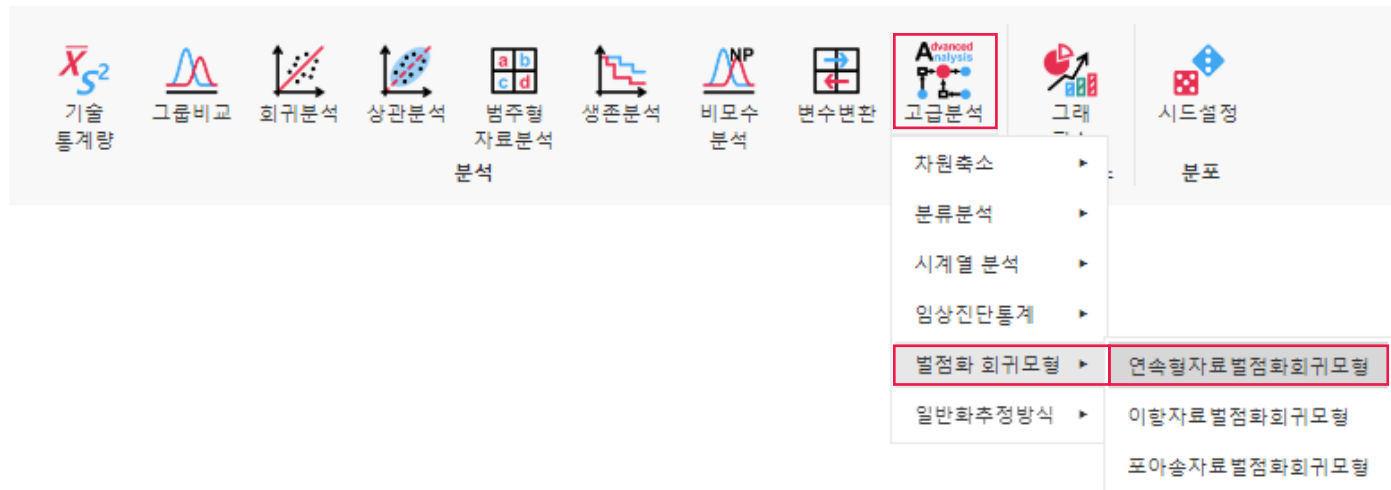 X̄ S²
a b
c d
NP
Advanced
Analysis
기술
통계량
그룹비교
회귀분석
상관분석
범주형
자료분석
생존분석
비모수
분석
변수변환
고급분석
그래
시드설정
분석
분포
차원축소
분류분석
시계열 분석
임상진단통계
벌점화 회귀모형
일반화추정방식
연속형자료벌점화회귀모형
이항자료벌점화회귀모형
포아송자료벌점화회귀모형